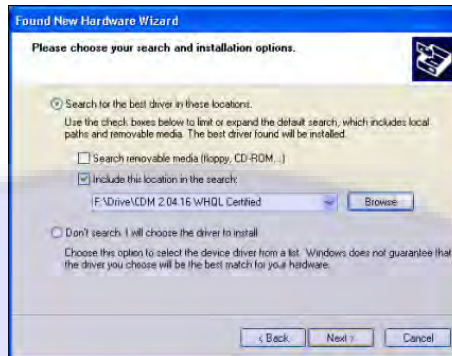 Found New Hardware Wizard
Please choose your search and installation options.
Search for the best driver in these locations.
Use the check boxes below to limit or expand the default search, which includes local
paths and removable media. The best driver found will be installed.
Search removable media (floppy, CD-ROM...)
Include this location in the search:
F:\Drive\CDM 2.04.16 WHQL Certified
Browse
Don't search. I will choose the driver to install
Choose this option to select the device driver from a list. Windows does not guarantee that
the driver you choose will be the best match for your hardware.
< Back
Next >
Cancel